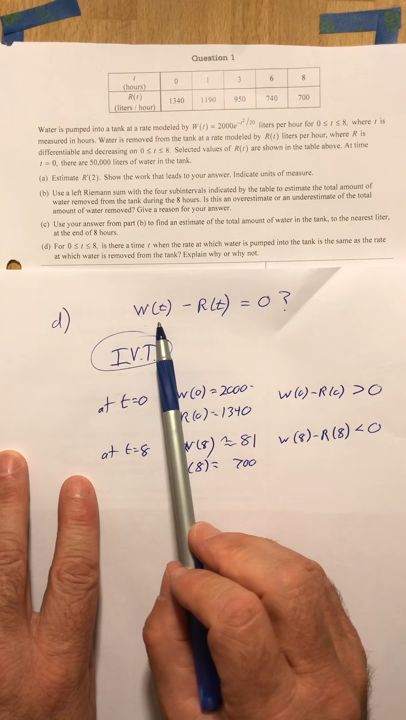 Question 1
t (hours) 0 1 3 6 8
R(t) (liters / hour) 1340 1190 950 740 700
Water is pumped into a tank at a rate modeled by W(t) = 2000e^(-t²/20) liters per hour for 0 ≤ t ≤ 8, where t is
measured in hours. Water is removed from the tank at a rate modeled by R(t) liters per hour, where R is
differentiable and decreasing on 0 ≤ t ≤ 8. Selected values of R(t) are shown in the table above. At time
t = 0, there are 50,000 liters of water in the tank.
(a) Estimate R′(2). Show the work that leads to your answer. Indicate units of measure.
(b) Use a left Riemann sum with the four subintervals indicated by the table to estimate the total amount of
water removed from the tank during the 8 hours. Is this an overestimate or an underestimate of the total
amount of water removed? Give a reason for your answer.
(c) Use your answer from part (b) to find an estimate of the total amount of water in the tank, to the nearest liter,
at the end of 8 hours.
(d) For 0 ≤ t ≤ 8, is there a time t when the rate at which water is pumped into the tank is the same as the rate
at which water is removed from the tank? Explain why or why not.
d) W(t) - R(t) = 0 ?
I.V.T.
at t=0 W(0) = 2000 W(0)-R(0) > 0
R(0) = 1340
at t=8 W(8) ≈ 81 W(8)-R(8) < 0
(8) = 700